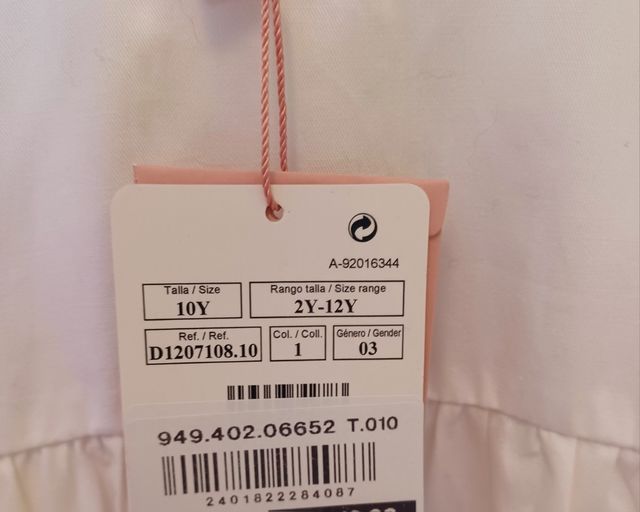 A-92016344
Talla / Size
10Y
Rango talla / Size range
2Y-12Y
Ref. / Ref.
D1207108.10
Col. / Coll.
1
Género / Gender
03
949.402.06652 T.010
2401822284087